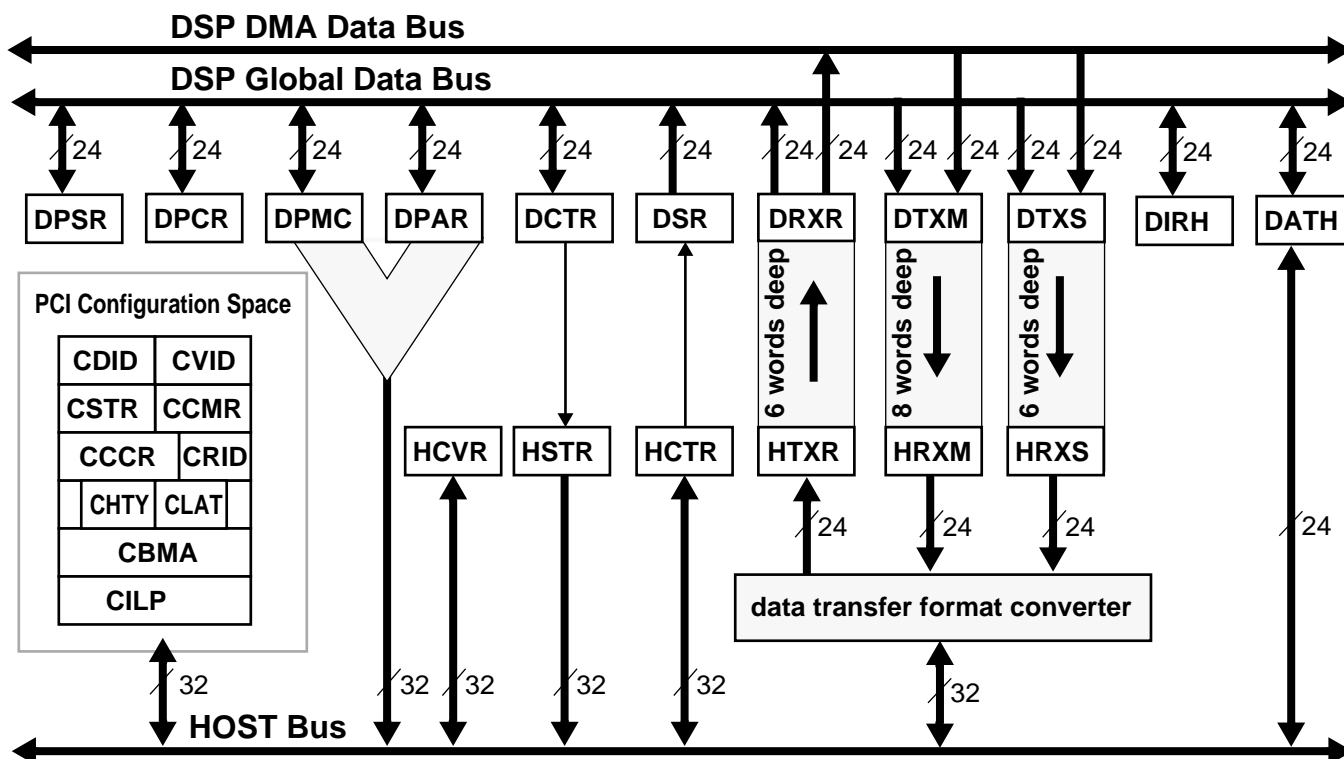 DSP DMA Data Bus
DSP Global Data Bus
24 24 24 24 24 24 24 24 24 24 24 24 24 24
DPSR DPCR DPMC DPAR DCTR DSR DRXR DTXM DTXS DIRH DATH
PCI Configuration Space
CDID CVID
CSTR CCMR
CCCR CRID
CHTY CLAT
CBMA
CILP
6 words deep
8 words deep
6 words deep
HCVR HSTR HCTR HTXR HRXM HRXS
24 24 24 24
data transfer format converter
32 32 32 32 32 32
HOST Bus